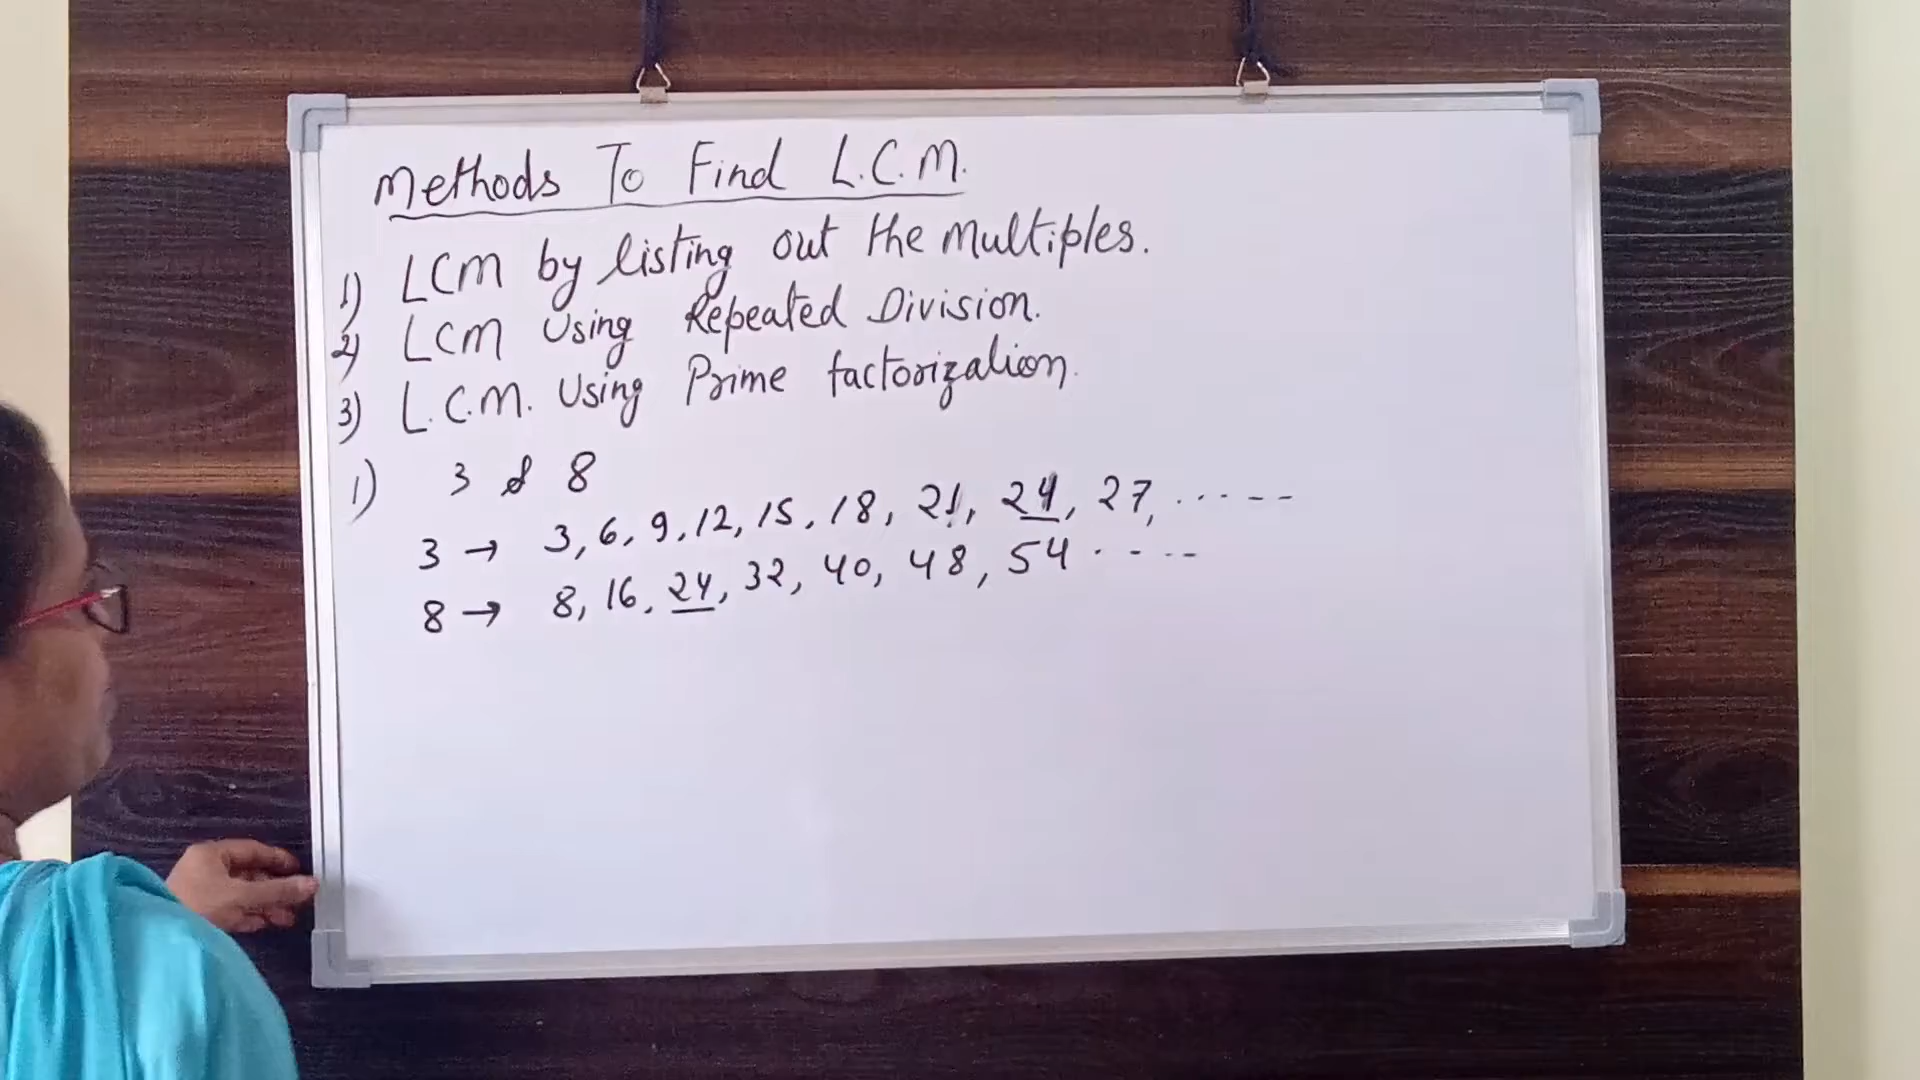 Methods To Find L.C.M.
1) LCM by listing out the multiples.
2) LCM Using Repeated Division.
3) L.C.M. Using Prime factorization.
1) 3 & 8
3 → 3, 6, 9, 12, 15, 18, 21, 24, 27, ......
8 → 8, 16, 24, 32, 40, 48, 54 .....